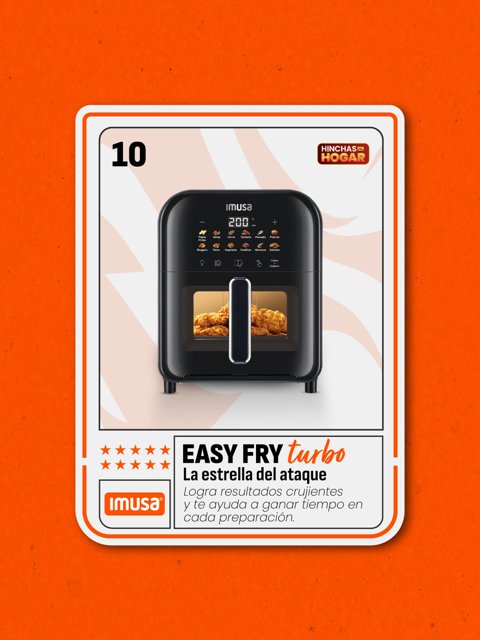 10
HINCHAS
HOGAR
IMUSA
200
EASY FRY turbo
La estrella del ataque
IMUSA
Logra resultados crujientes
y te ayuda a ganar tiempo en
cada preparación.